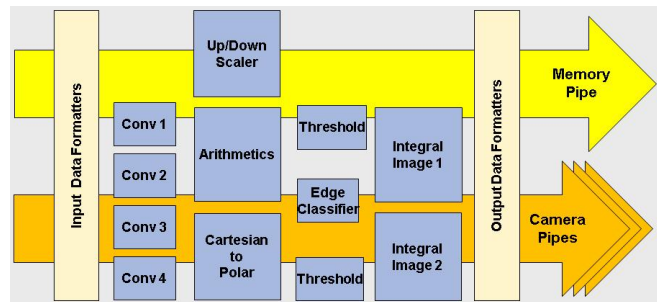 Input Data Formatters
Up/Down
Scaler
Conv 1
Conv 2
Conv 3
Conv 4
Arithmetics
Cartesian
to
Polar
Threshold
Edge
Classifier
Threshold
Integral
Image 1
Integral
Image 2
Output Data Formatters
Memory
Pipe
Camera
Pipes